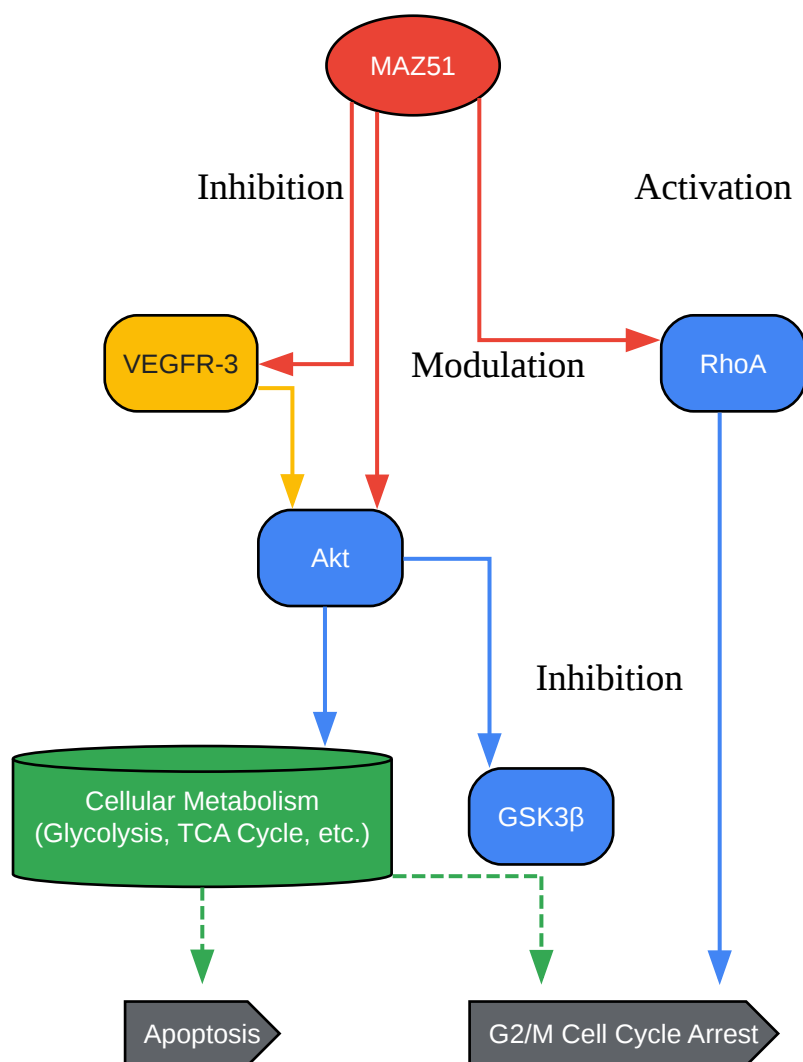 MAZ51
Inhibition
Activation
VEGFR-3
Modulation
RhoA
Akt
Inhibition
Cellular Metabolism
(Glycolysis, TCA Cycle, etc.)
GSK3β
Apoptosis
G2/M Cell Cycle Arrest